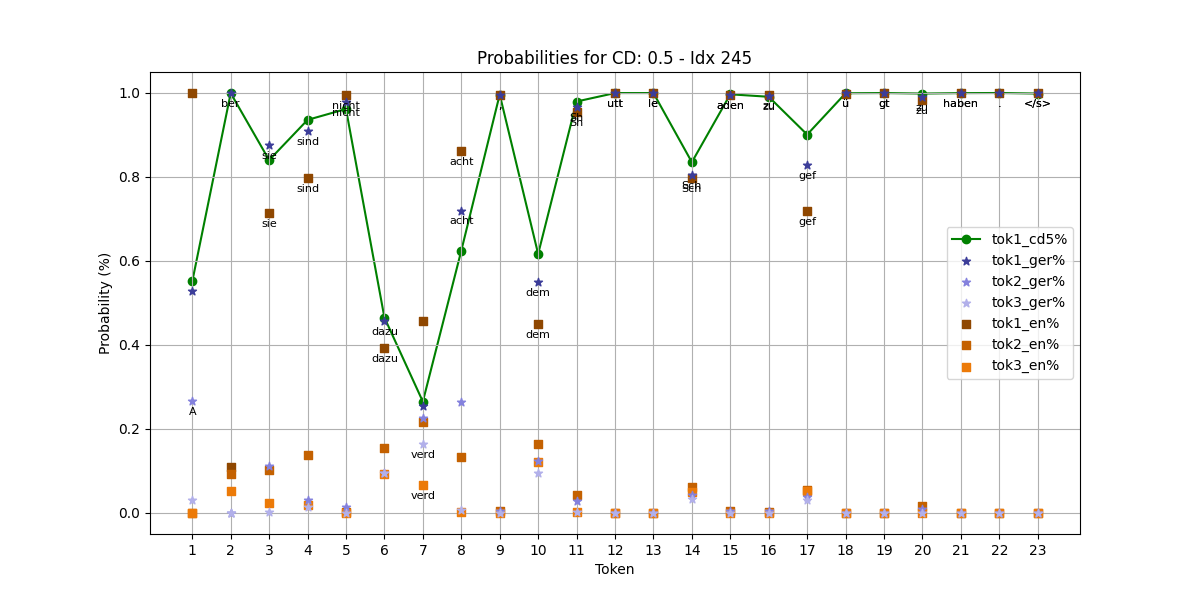 Probabilities for CD: 0.5 - Idx 245
Probability (%)
1.0
0.8
0.6
0.4
0.2
0.0
A
ber
sie
sie
sind
sind
nicht
nicht
dazu
dazu
verd
verd
acht
acht
,
dem
dem
Sh
utt
le
Sch
Sch
aden
zu
gef
gef
ü
gt
zu
haben
.
</s>
tok1_cd5%
tok1_ger%
tok2_ger%
tok3_ger%
tok1_en%
tok2_en%
tok3_en%
1 2 3 4 5 6 7 8 9 10 11 12 13 14 15 16 17 18 19 20 21 22 23
Token